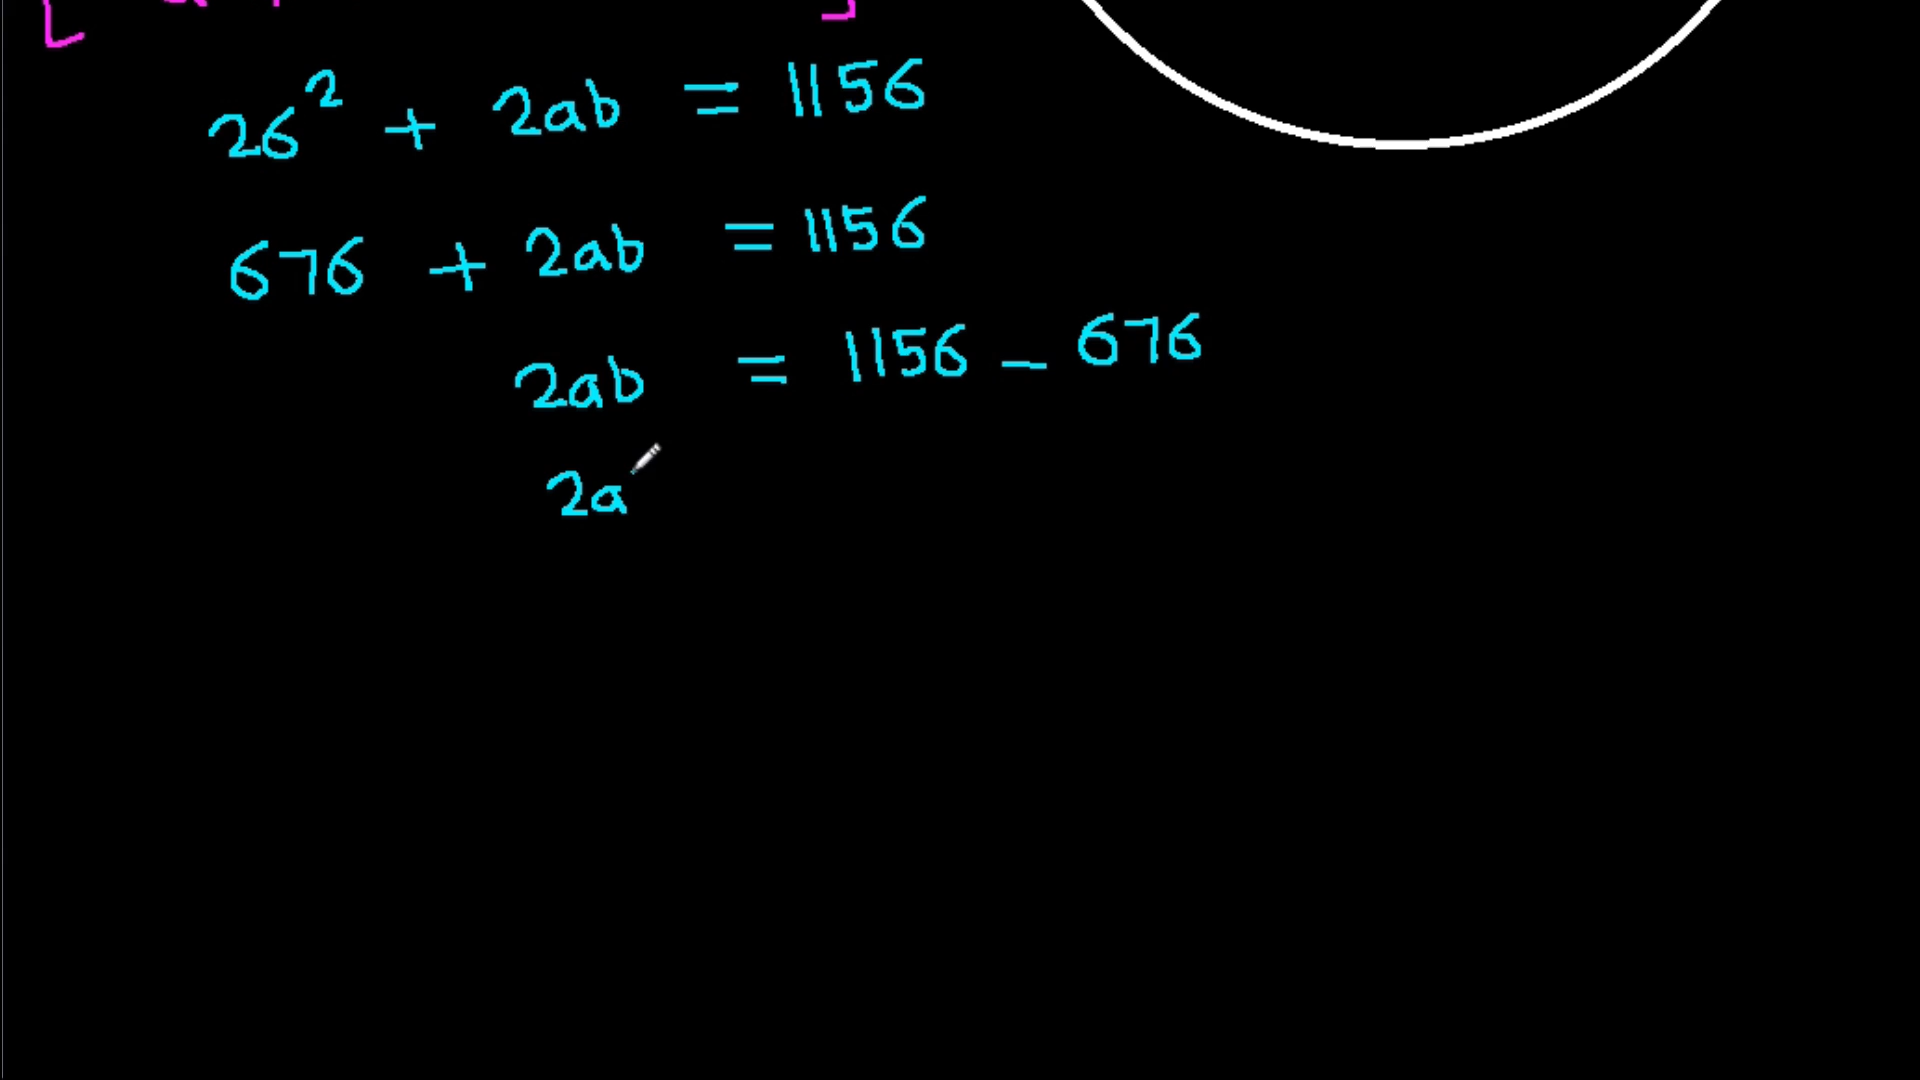 26² + 2ab = 1156
676 + 2ab = 1156
2ab = 1156 - 676
2a